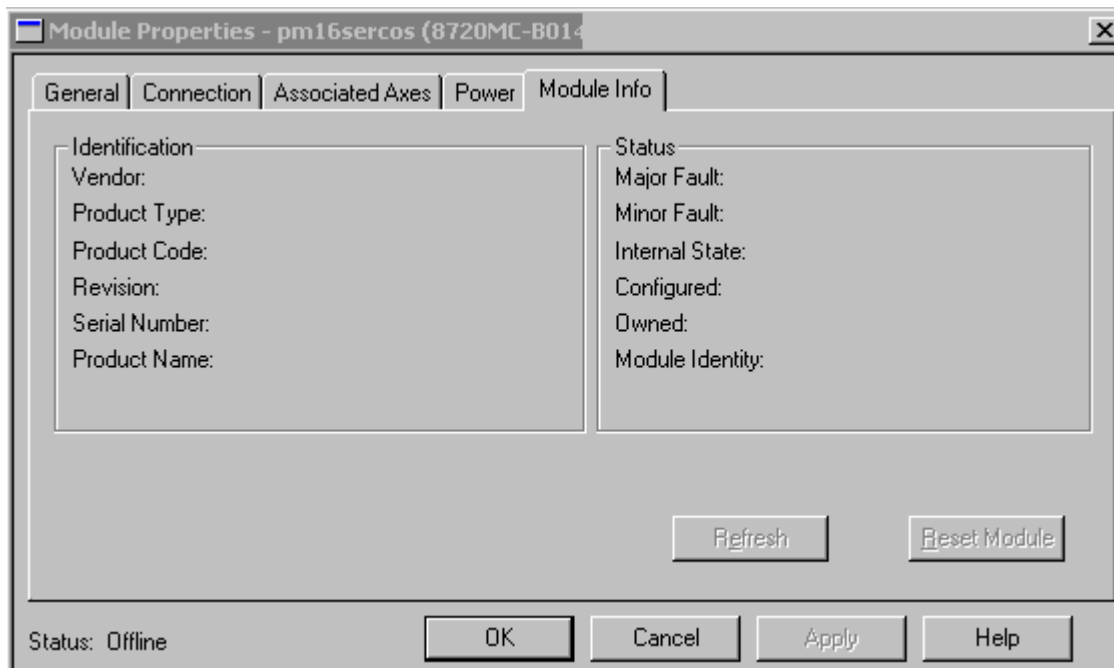 Module Properties - pm16sercos (8720MC-B014
General Connection Associated Axes Power Module Info
Identification
Vendor:
Product Type:
Product Code:
Revision:
Serial Number:
Product Name:
Status
Major Fault:
Minor Fault:
Internal State:
Configured:
Owned:
Module Identity:
Refresh Reset Module
Status: Offline OK Cancel Apply Help